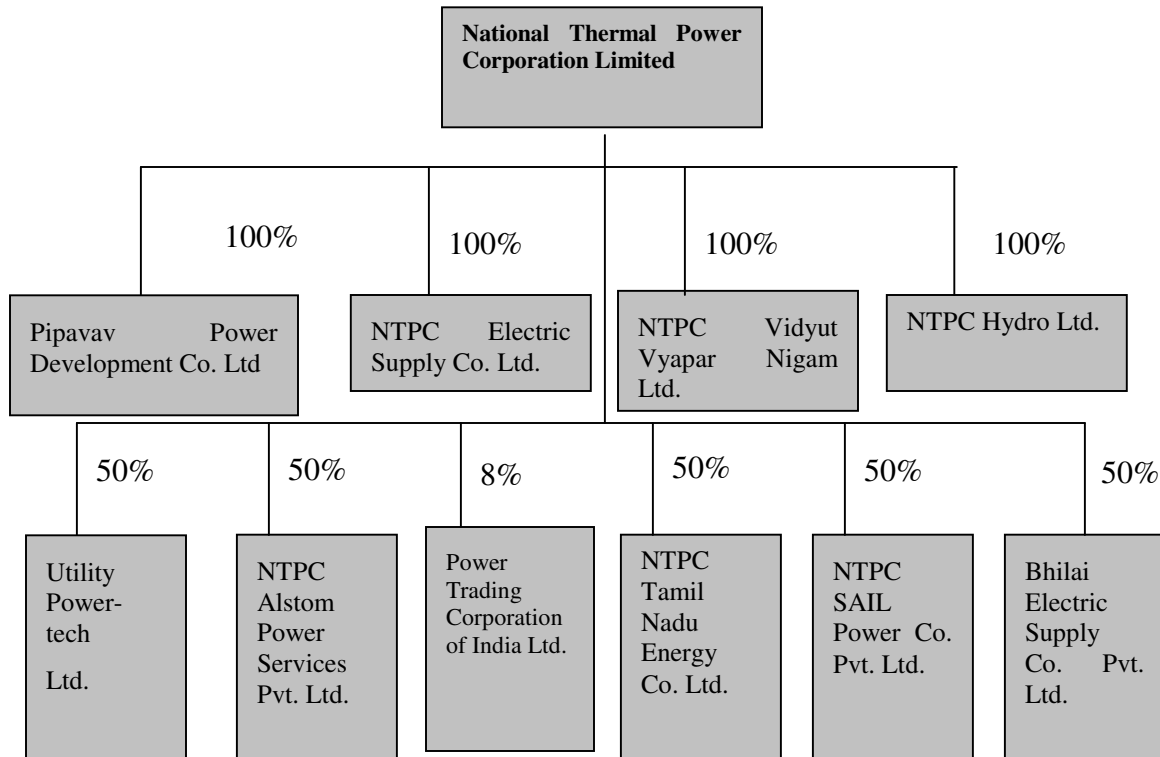 National Thermal Power
Corporation Limited
100%
100%
100%
100%
Pipavav Power
Development Co. Ltd
NTPC Electric
Supply Co. Ltd.
NTPC Vidyut
Vyapar Nigam
Ltd.
NTPC Hydro Ltd.
50%
50%
8%
50%
50%
50%
Utility
Power-
tech
Ltd.
NTPC
Alstom
Power
Services
Pvt. Ltd.
Power
Trading
Corporation
of India Ltd.
NTPC
Tamil
Nadu
Energy
Co. Ltd.
NTPC
SAIL
Power Co.
Pvt. Ltd.
Bhilai
Electric
Supply
Co. Pvt.
Ltd.